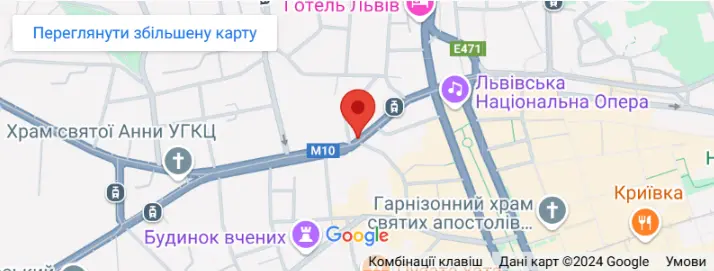 Готель Львів
Переглянути збільшену карту
E471
Львівська
Національна Опера
Храм святої Анни УГКЦ
M10
Гарнізонний храм
святих апостолів...
Криївка
Будинок вчених
Google
Комбінації клавіш
Дані карт ©2024 Google
Умови